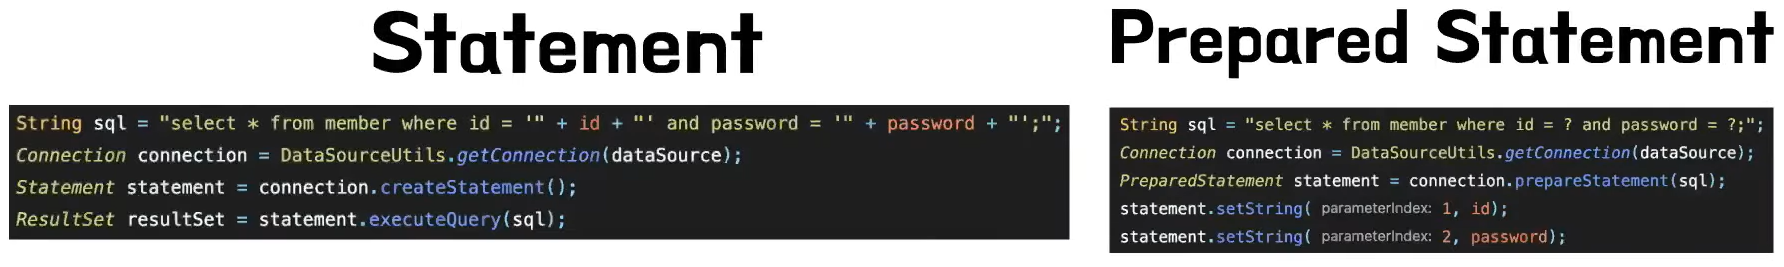 Statement
String sql = "select * from member where id = '" + id + "' and password = '" + password + "';";
Connection connection = DataSourceUtils.getConnection(dataSource);
Statement statement = connection.createStatement();
ResultSet resultSet = statement.executeQuery(sql);
Prepared Statement
String sql = "select * from member where id = ? and password = ?;";
Connection connection = DataSourceUtils.getConnection(dataSource);
PreparedStatement statement = connection.prepareStatement(sql);
statement.setString( parameterIndex: 1, id);
statement.setString( parameterIndex: 2, password);